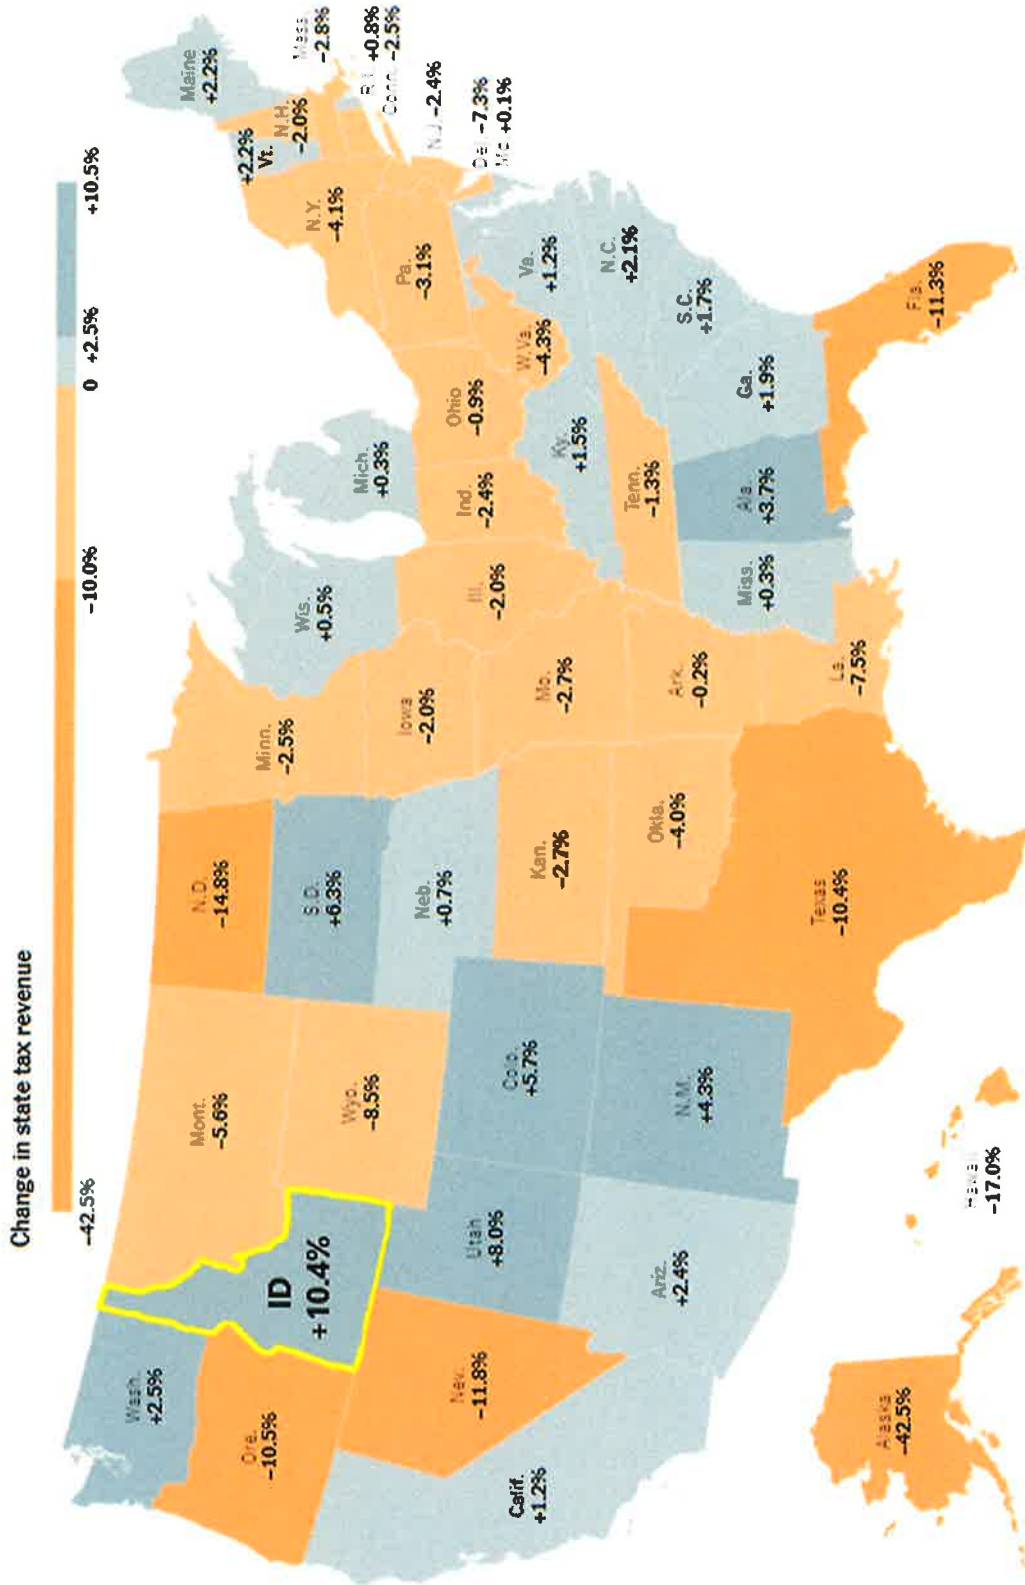 Change in state tax revenue
−42.5%
−10.0%
0
+2.5%
+10.5%
Wash.
+2.5%
Ore.
−10.5%
Calif.
+1.2%
Nev.
−11.8%
ID
+10.4%
Mont.
−5.6%
Wyo.
−8.5%
Utah
+8.0%
Ariz.
+2.4%
Colo.
+5.7%
N.M.
+4.3%
N.D.
−14.8%
S.D.
+6.3%
Neb.
+0.7%
Kan.
−2.7%
Okla.
−4.0%
Texas
−10.4%
Minn.
−2.5%
Iowa
−2.0%
Mo.
−2.7%
Ark.
−0.2%
La.
−7.5%
Wis.
+0.5%
Ill.
−2.0%
Mich.
+0.3%
Ind.
−2.4%
Ohio
−0.9%
Ky.
+1.5%
Tenn.
−1.3%
Miss.
+0.3%
Ala.
+3.7%
Ga.
+1.9%
Fla.
−11.3%
S.C.
+1.7%
N.C.
+2.1%
Va.
+1.2%
W.Va.
−4.3%
Pa.
−3.1%
N.Y.
−4.1%
+2.2%
Vt.
N.H.
−2.0%
Maine
+2.2%
Mass.
−2.8%
R.I. +0.8%
Conn. −2.5%
N.J. −2.4%
Del. −7.3%
Md. +0.1%
Alaska
−42.5%
Hawaii
−17.0%